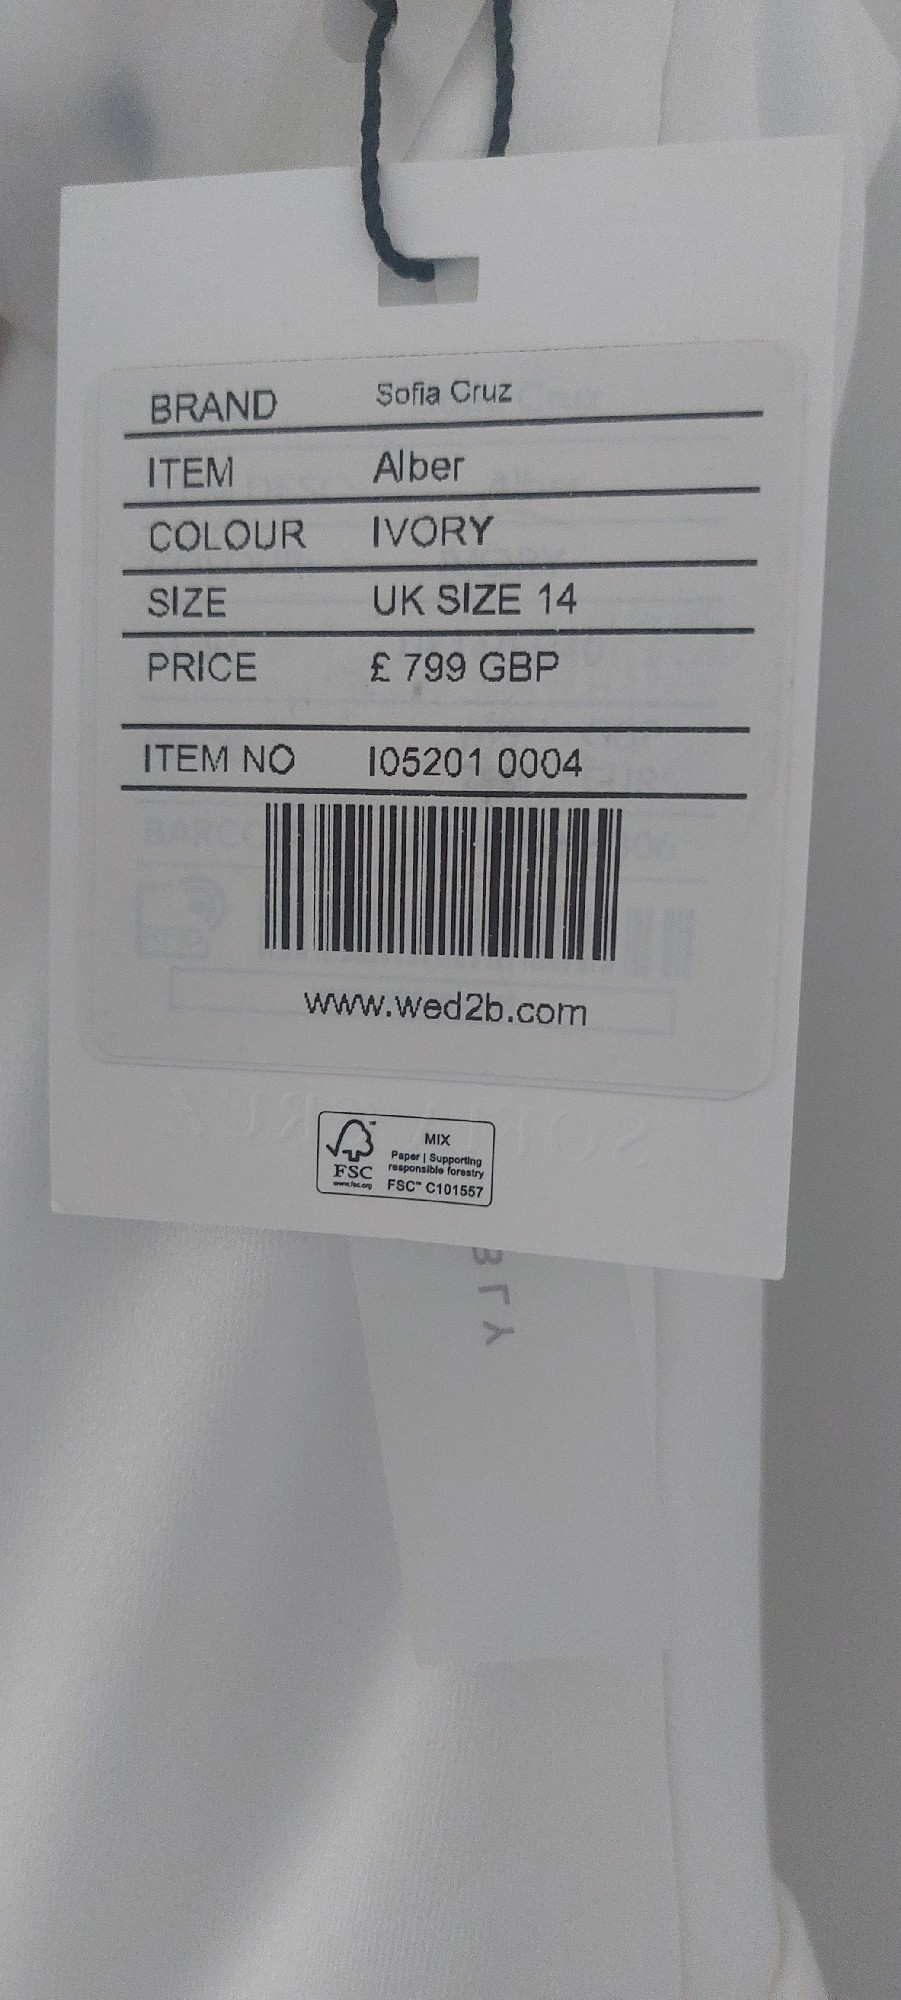 BRAND Sofia Cruz
ITEM Alber
COLOUR IVORY
SIZE UK SIZE 14
PRICE £ 799 GBP
ITEM NO I05201 0004
www.wed2b.com
FSC
www.fsc.org
MIX
Paper | Supporting
responsible forestry
FSC™ C101557
BLY